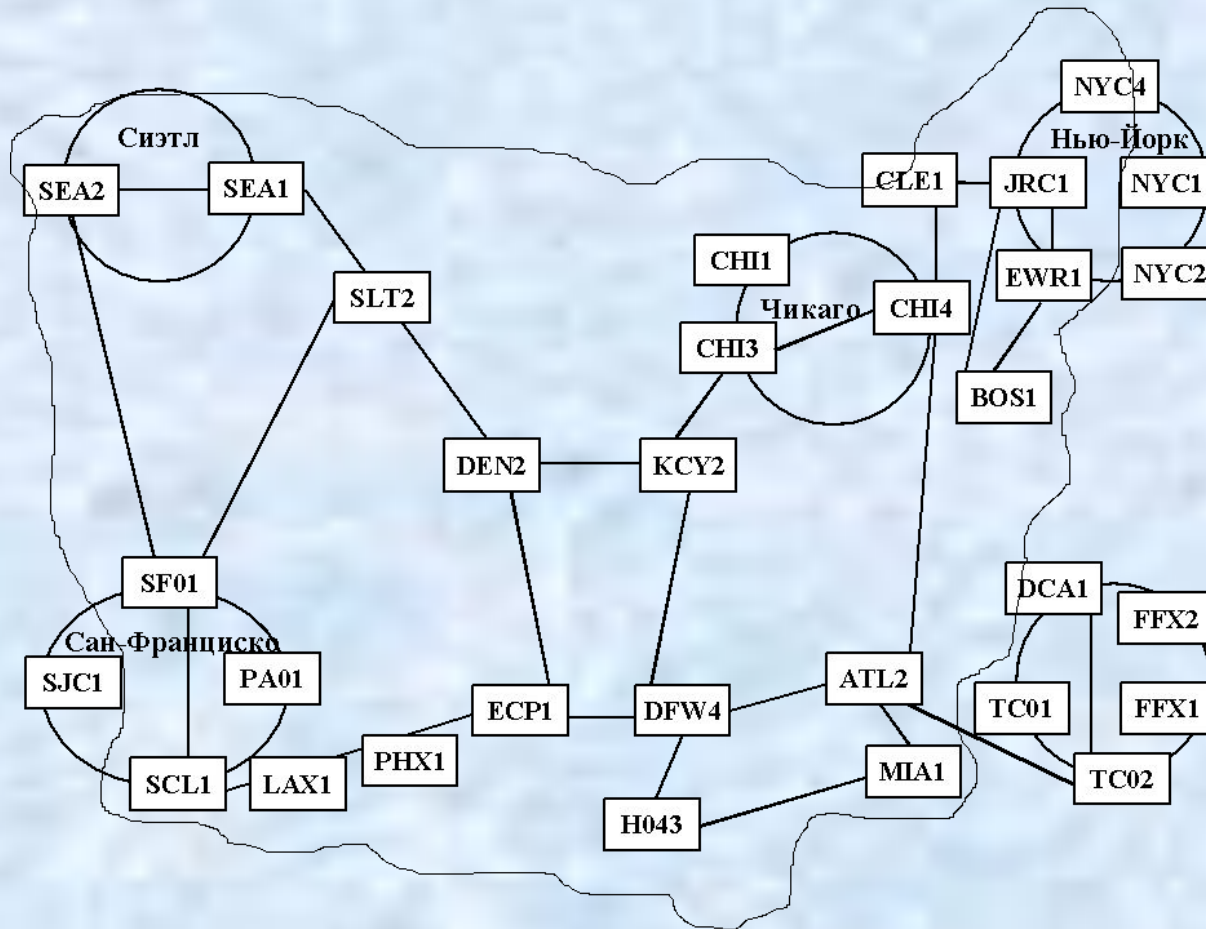 NYC4
Сиэтл
Нью-Йорк
SEA2
SEA1
CLE1
JRC1
NYC1
CHI1
EWR1
NYC2
SLT2
Чикаго
CHI4
CHI3
BOS1
DEN2
KCY2
SF01
DCA1
FFX2
Сан-Франциско
SJC1
PA01
ATL2
ECP1
DFW4
TC01
FFX1
PHX1
SCL1
LAX1
MIA1
TC02
H043